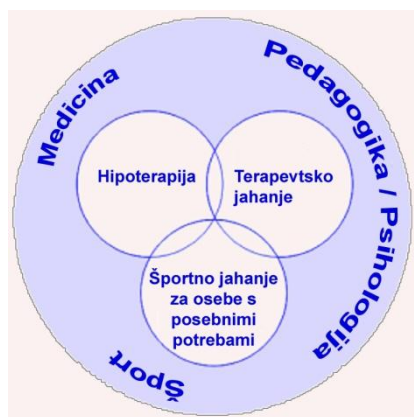 Medicina
Pedagogika / Psihologija
Hipoterapija
Terapevtsko
jahanje
Športno jahanje
za osebe s
posebnimi
potrebami
Šport